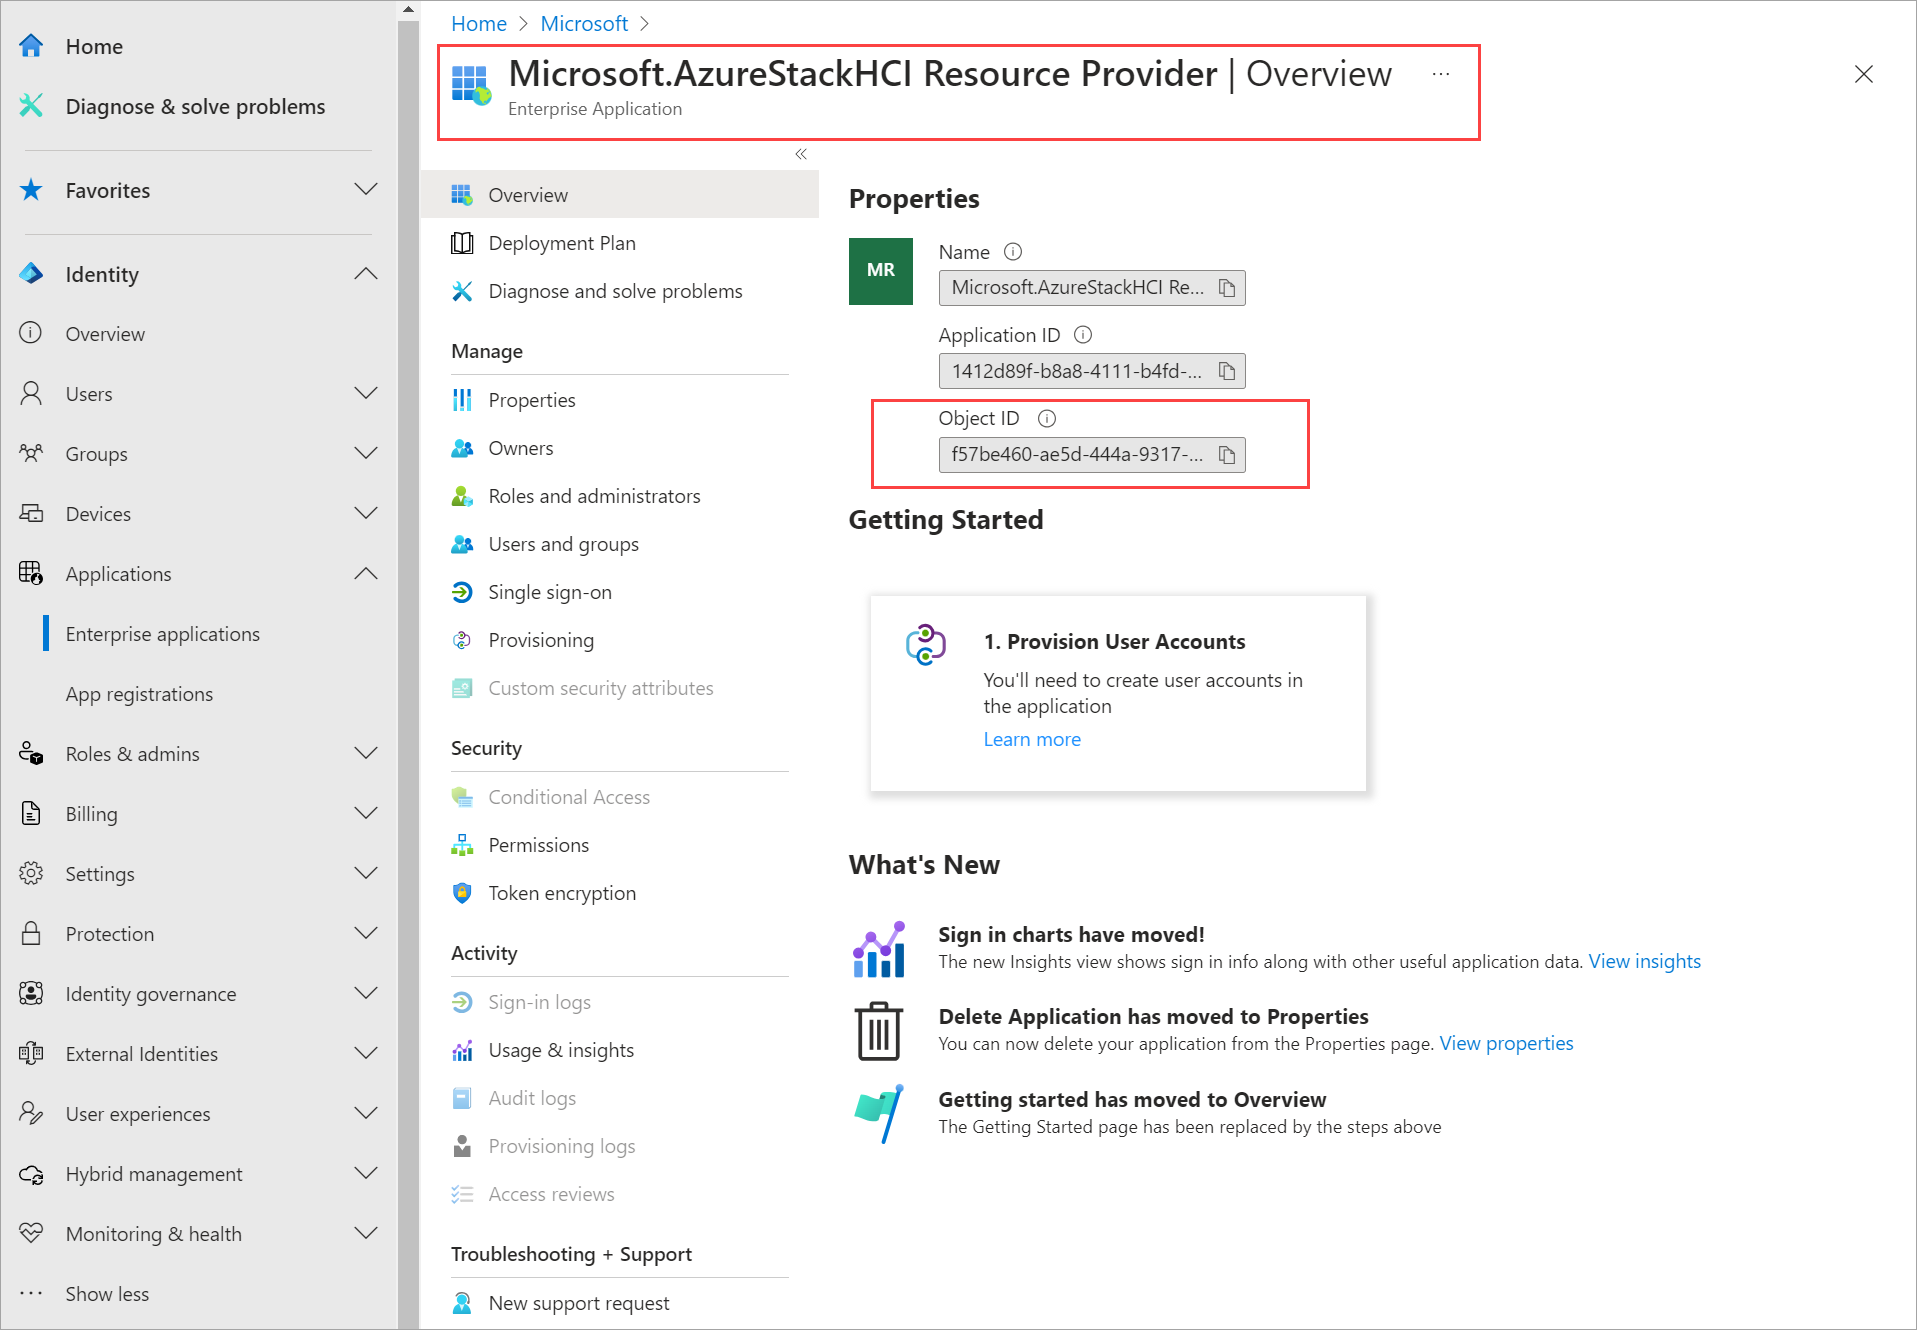 Home
Diagnose & solve problems
Favorites
Identity
Overview
Users
Groups
Devices
Applications
Enterprise applications
App registrations
Roles & admins
Billing
Settings
Protection
Identity governance
External Identities
User experiences
Hybrid management
Monitoring & health
Show less
Home > Microsoft >
Microsoft.AzureStackHCI Resource Provider | Overview ...
Enterprise Application
Overview
Deployment Plan
Diagnose and solve problems
Manage
Properties
Owners
Roles and administrators
Users and groups
Single sign-on
Provisioning
Custom security attributes
Security
Conditional Access
Permissions
Token encryption
Activity
Sign-in logs
Usage & insights
Audit logs
Provisioning logs
Access reviews
Troubleshooting + Support
New support request
Properties
MR
Name
Microsoft.AzureStackHCI Re...
Application ID
1412d89f-b8a8-4111-b4fd-...
Object ID
f57be460-ae5d-444a-9317-...
Getting Started
1. Provision User Accounts
You'll need to create user accounts in
the application
Learn more
What's New
Sign in charts have moved!
The new Insights view shows sign in info along with other useful application data. View insights
Delete Application has moved to Properties
You can now delete your application from the Properties page. View properties
Getting started has moved to Overview
The Getting Started page has been replaced by the steps above